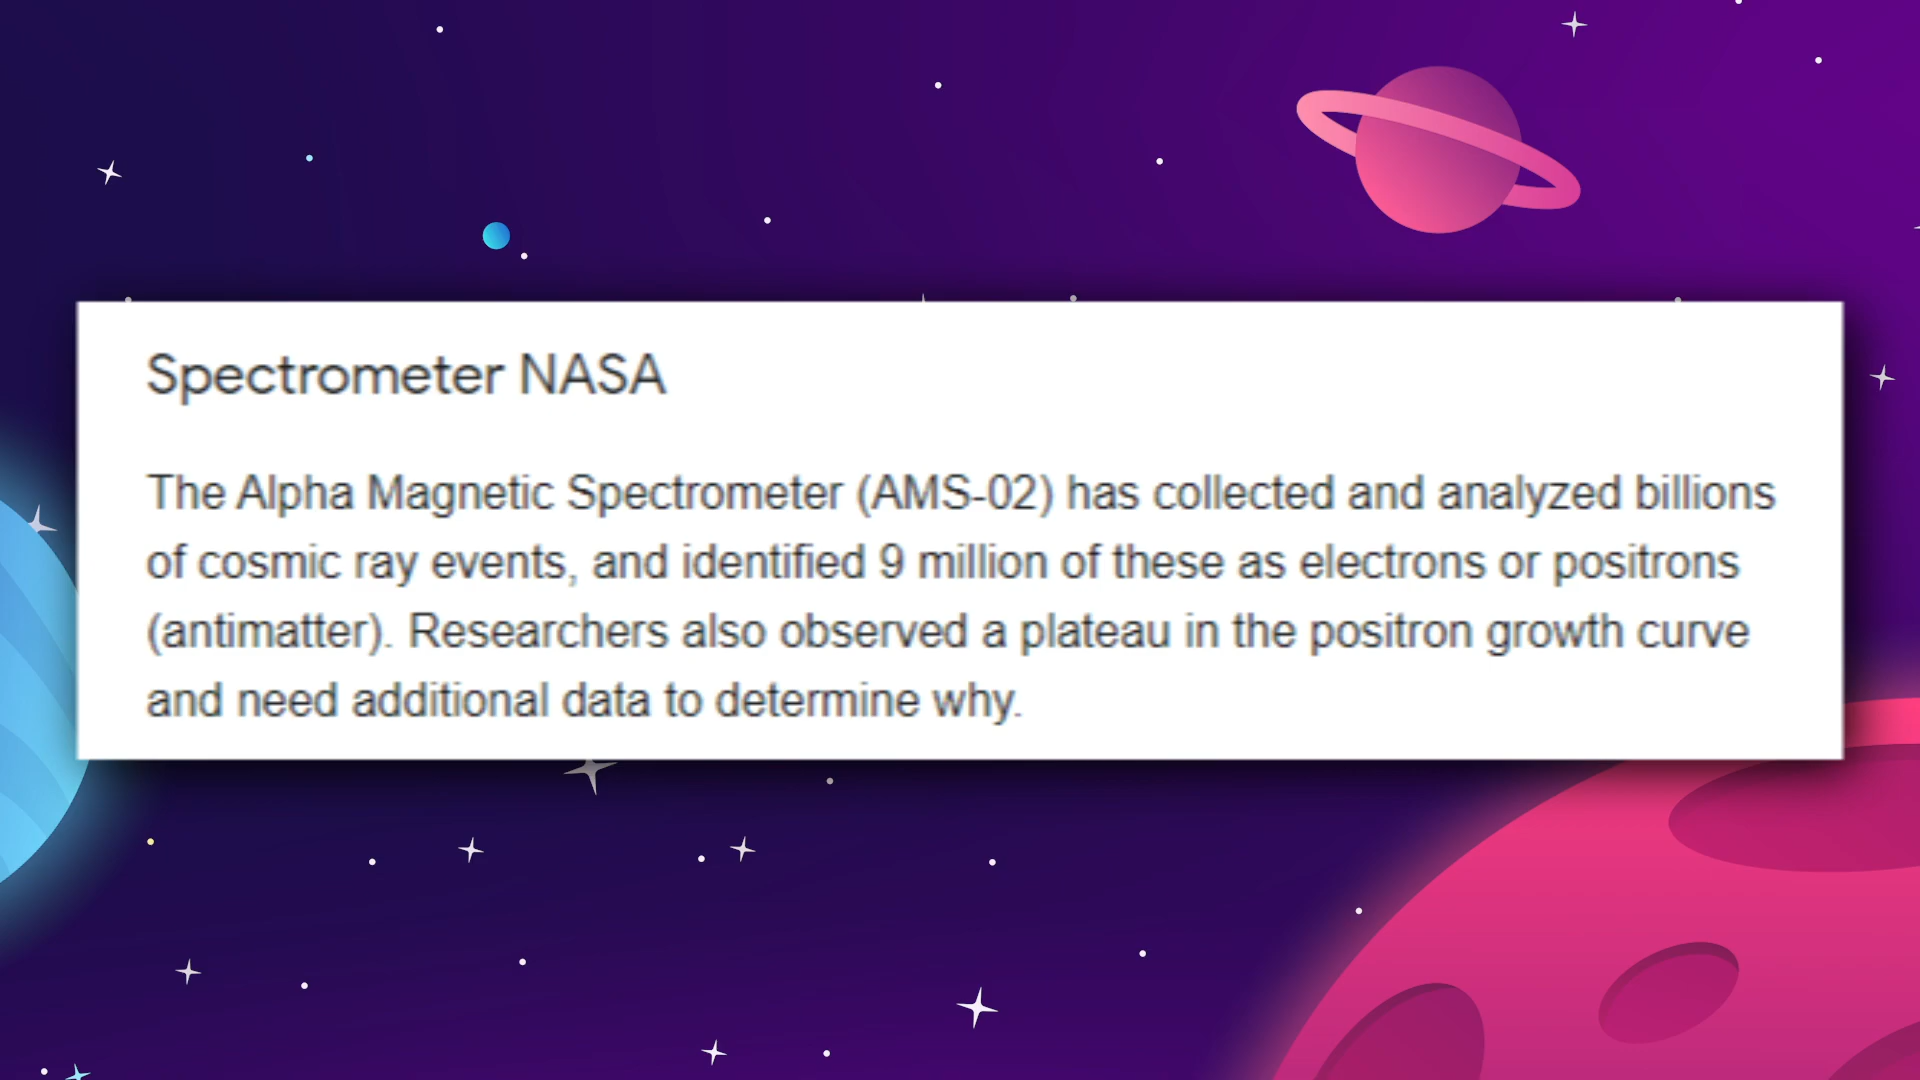 Spectrometer NASA
The Alpha Magnetic Spectrometer (AMS-02) has collected and analyzed billions
of cosmic ray events, and identified 9 million of these as electrons or positrons
(antimatter). Researchers also observed a plateau in the positron growth curve
and need additional data to determine why.